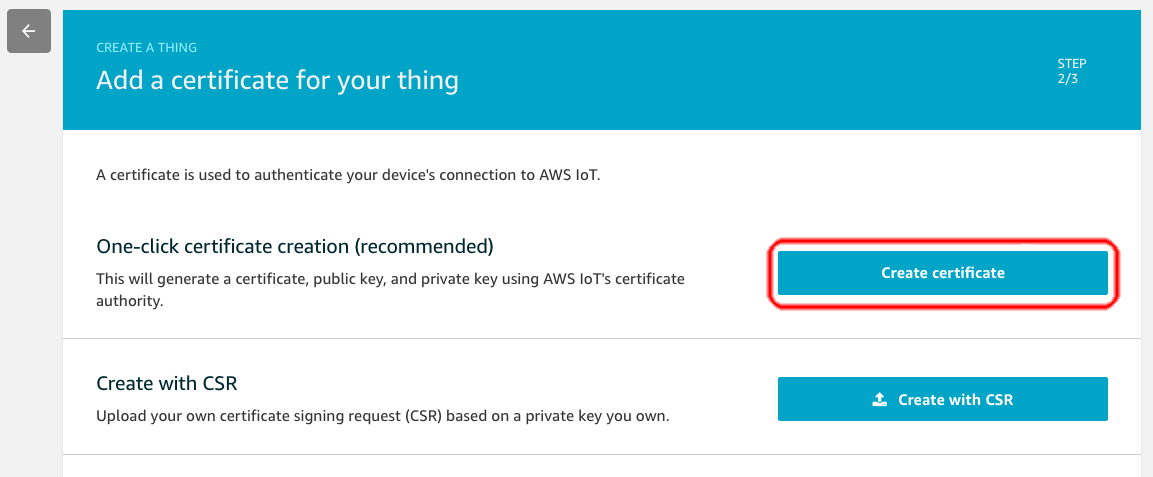 CREATE A THING
Add a certificate for your thing
STEP
2/3
A certificate is used to authenticate your device's connection to AWS IoT.
One-click certificate creation (recommended)
This will generate a certificate, public key, and private key using AWS IoT's certificate
authority.
Create certificate
Create with CSR
Upload your own certificate signing request (CSR) based on a private key you own.
Create with CSR